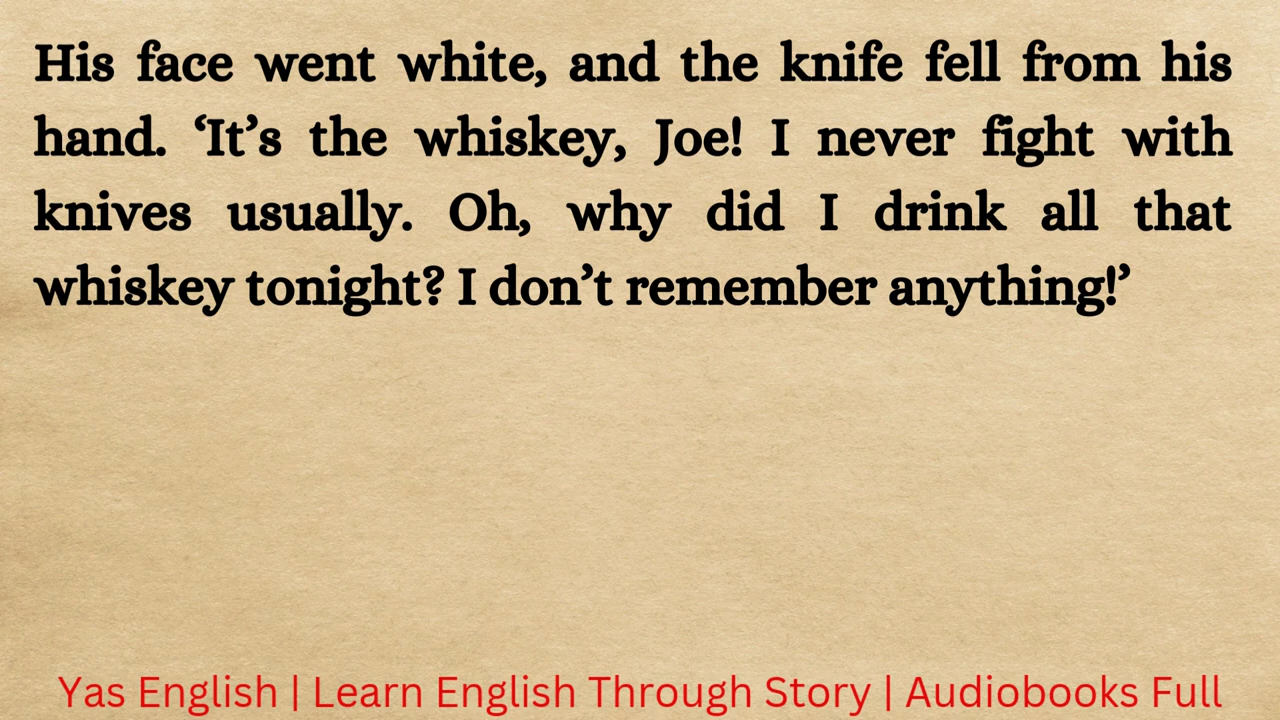 His face went white, and the knife fell from his
hand. ‘It’s the whiskey, Joe! I never fight with
knives usually. Oh, why did I drink all that
whiskey tonight? I don’t remember anything!’
Yas English | Learn English Through Story | Audiobooks Full